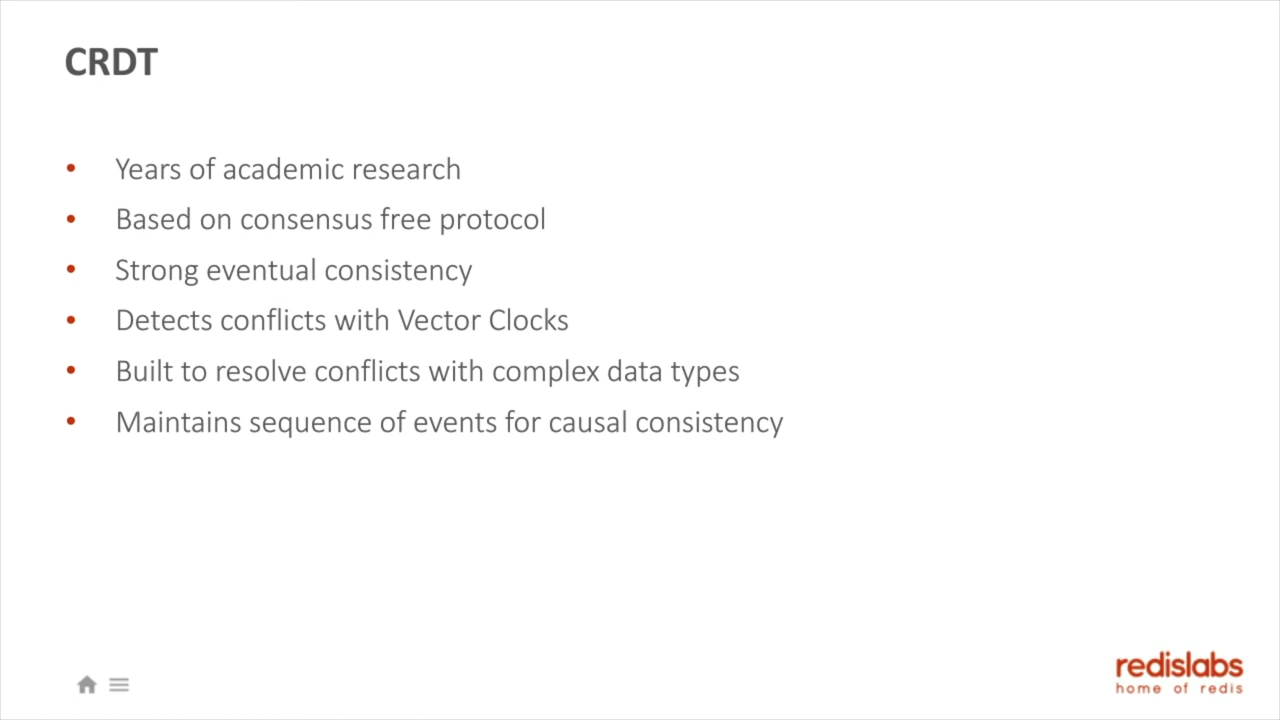 CRDT
• Years of academic research
• Based on consensus free protocol
• Strong eventual consistency
• Detects conflicts with Vector Clocks
• Built to resolve conflicts with complex data types
• Maintains sequence of events for causal consistency
redislabs
home of redis